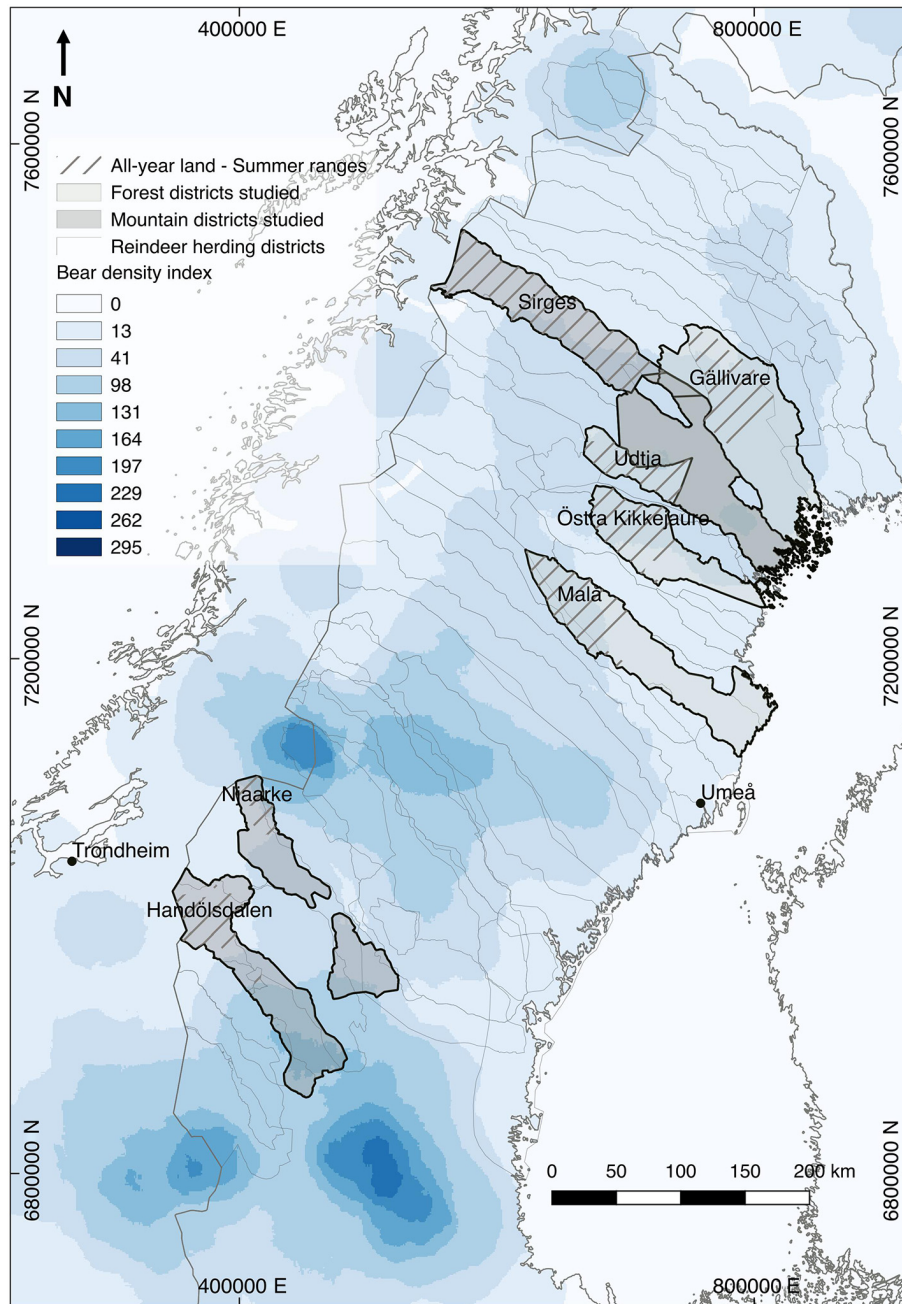 400000 E
800000 E
N
7600000 N
7600000 N
All-year land - Summer ranges
Forest districts studied
Mountain districts studied
Reindeer herding districts
Bear density index
0
13
41
98
131
164
197
229
262
295
Sirges
Gällivare
Udtja
Östra Kikkejaure
Malå
7200000 N
7200000 N
Njaarke
Umeå
Trondheim
Handölsdalen
6800000 N
6800000 N
0 50 100 150 200 km
400000 E
800000 E